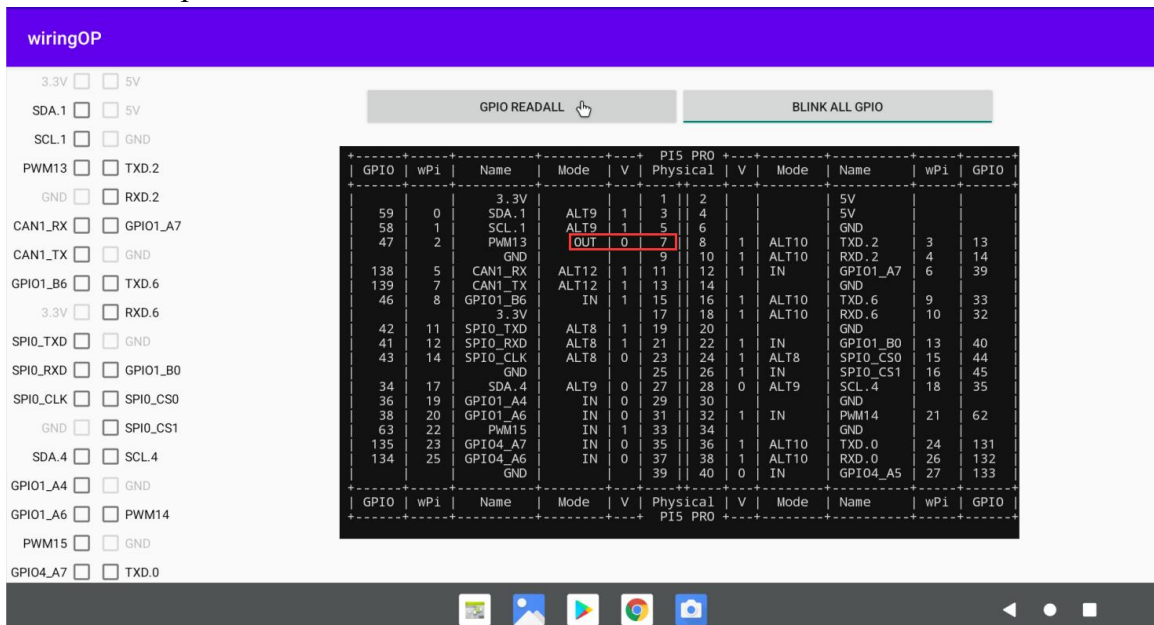 wiringOP
3.3V 5V
SDA.1 5V
SCL.1 GND
PWM13 TXD.2
GND RXD.2
CAN1_RX GPIO1_A7
CAN1_TX GND
GPIO1_B6 TXD.6
3.3V RXD.6
SPI0_TXD GND
SPI0_RXD GPIO1_B0
SPI0_CLK SPI0_CS0
GND SPI0_CS1
SDA.4 SCL.4
GPIO1_A4 GND
GPIO1_A6 PWM14
PWM15 GND
GPIO4_A7 TXD.0
GPIO READALL BLINK ALL GPIO
+------+-----+----------+--------+---+ PI5 PRO +---+--------+----------+-----+------+
| GPIO | wPi | Name | Mode | V | Physical | V | Mode | Name | wPi | GPIO |
+------+-----+----------+--------+---+----++----+---+--------+----------+-----+------+
| | | 3.3V | | | 1 || 2 | | | 5V | | |
| 59 | 0 | SDA.1 | ALT9 | 1 | 3 || 4 | | | 5V | | |
| 58 | 1 | SCL.1 | ALT9 | 1 | 5 || 6 | | | GND | | |
| 47 | 2 | PWM13 | OUT | 0 | 7 || 8 | 1 | ALT10 | TXD.2 | 3 | 13 |
| | | GND | | | 9 || 10 | 1 | ALT10 | RXD.2 | 4 | 14 |
| 138 | 5 | CAN1_RX | ALT12 | 1 | 11 || 12 | 1 | IN | GPIO1_A7 | 6 | 39 |
| 139 | 7 | CAN1_TX | ALT12 | 1 | 13 || 14 | | | GND | | |
| 46 | 8 | GPIO1_B6 | IN | 1 | 15 || 16 | 1 | ALT10 | TXD.6 | 9 | 33 |
| | | 3.3V | | | 17 || 18 | 1 | ALT10 | RXD.6 | 10 | 32 |
| 42 | 11 | SPI0_TXD | ALT8 | 1 | 19 || 20 | | | GND | | |
| 41 | 12 | SPI0_RXD | ALT8 | 1 | 21 || 22 | 1 | IN | GPIO1_B0 | 13 | 40 |
| 43 | 14 | SPI0_CLK | ALT8 | 0 | 23 || 24 | 1 | ALT8 | SPI0_CS0 | 15 | 44 |
| | | GND | | | 25 || 26 | 1 | IN | SPI0_CS1 | 16 | 45 |
| 34 | 17 | SDA.4 | ALT9 | 0 | 27 || 28 | 0 | ALT9 | SCL.4 | 18 | 35 |
| 36 | 19 | GPIO1_A4 | IN | 0 | 29 || 30 | | | GND | | |
| 38 | 20 | GPIO1_A6 | IN | 0 | 31 || 32 | 1 | IN | PWM14 | 21 | 62 |
| 63 | 22 | PWM15 | IN | 1 | 33 || 34 | | | GND | | |
| 135 | 23 | GPIO4_A7 | IN | 0 | 35 || 36 | 1 | ALT10 | TXD.0 | 24 | 131 |
| 134 | 25 | GPIO4_A6 | IN | 0 | 37 || 38 | 1 | ALT10 | RXD.0 | 26 | 132 |
| | | GND | | | 39 || 40 | 0 | IN | GPIO4_A5 | 27 | 133 |
+------+-----+----------+--------+---+----++----+---+--------+----------+-----+------+
| GPIO | wPi | Name | Mode | V | Physical | V | Mode | Name | wPi | GPIO |
+------+-----+----------+--------+---+ PI5 PRO +---+--------+----------+-----+------+